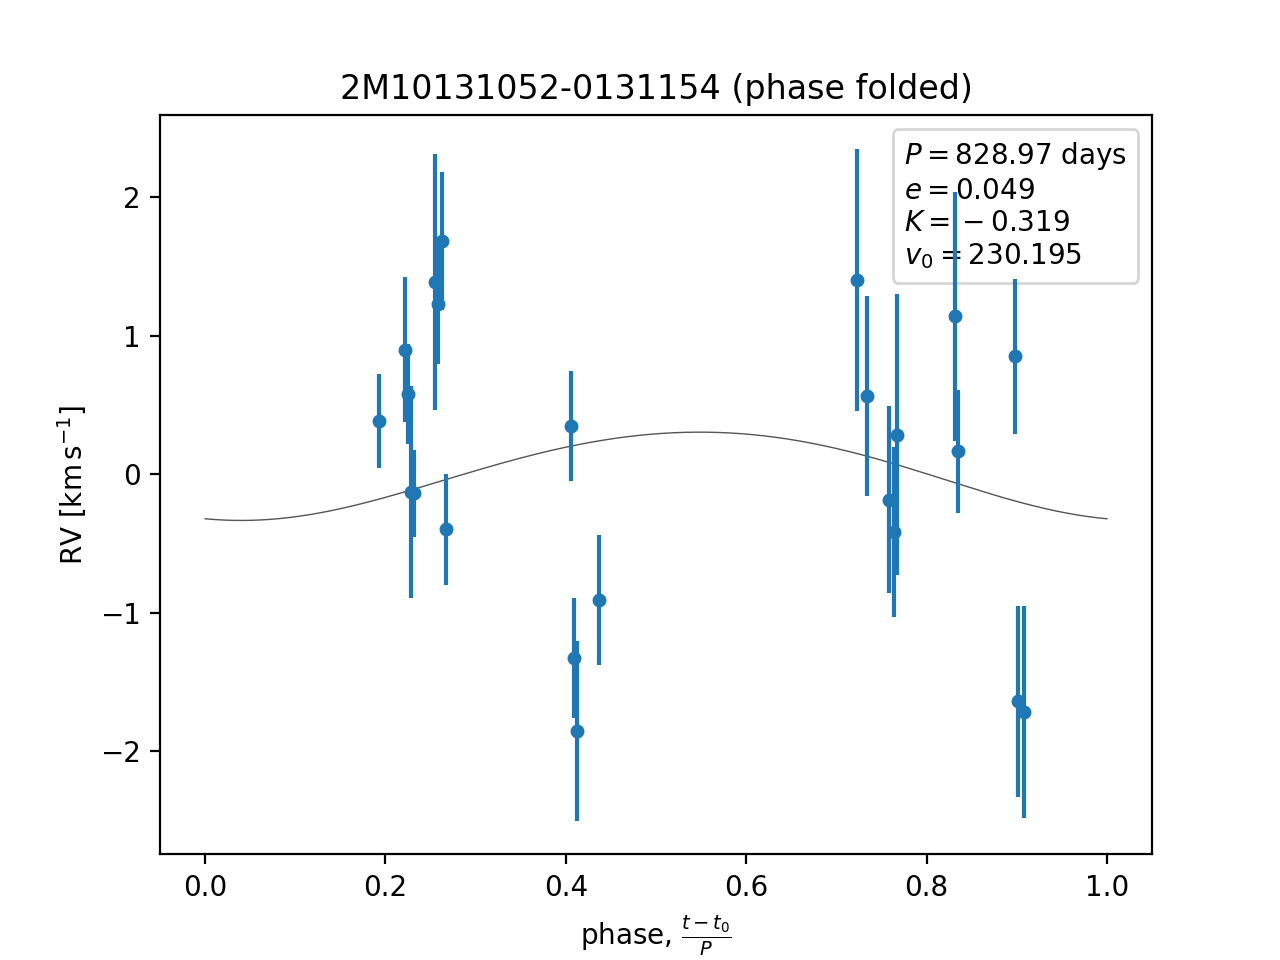 2M10131052-0131154 (phase folded)
P = 828.97 days
e = 0.049
K = −0.319
v₀ = 230.195
RV [km s⁻¹]
2
1
0
−1
−2
0.0 0.2 0.4 0.6 0.8 1.0
phase, (t − t₀)/P